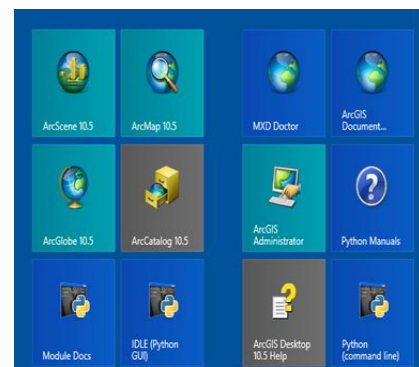 ArcScene 10.5
ArcMap 10.5
MXD Doctor
ArcGIS
Document...
ArcGlobe 10.5
ArcCatalog 10.5
ArcGIS
Administrator
Python Manuals
Module Docs
IDLE (Python
GUI)
ArcGIS Desktop
10.5 Help
Python
(command line)